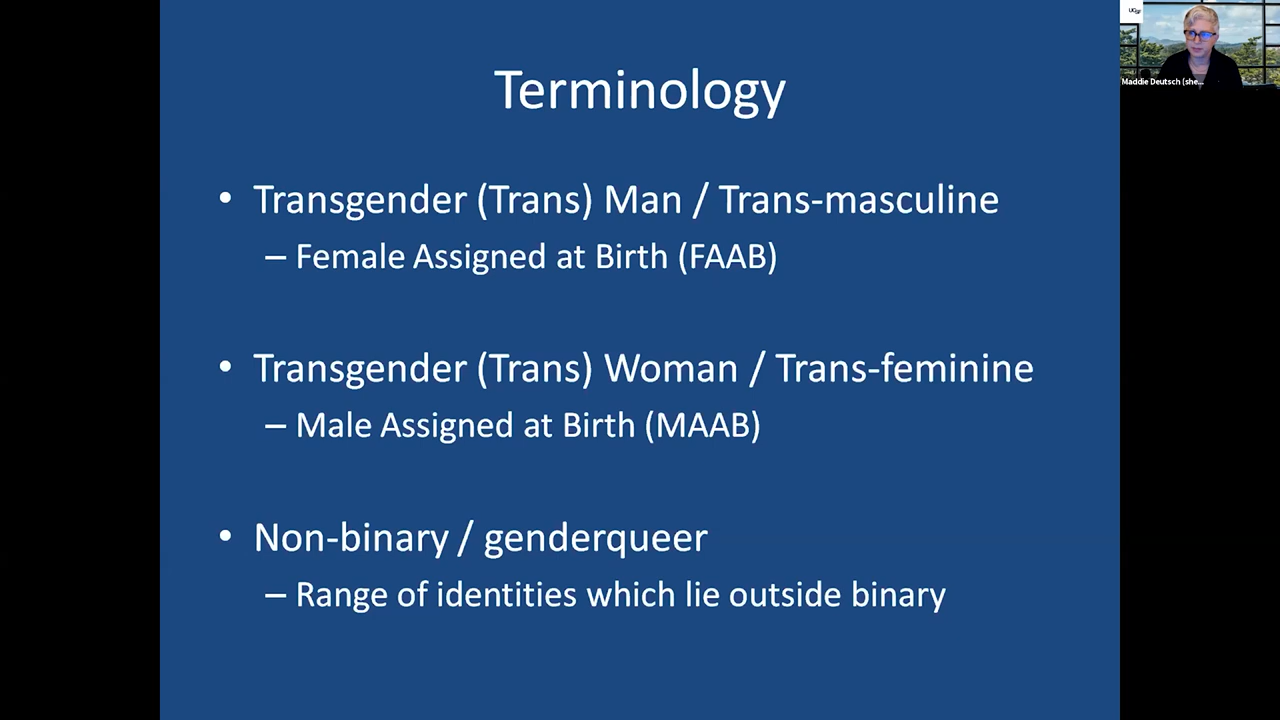 Terminology
• Transgender (Trans) Man / Trans-masculine
– Female Assigned at Birth (FAAB)
• Transgender (Trans) Woman / Trans-feminine
– Male Assigned at Birth (MAAB)
• Non-binary / genderqueer
– Range of identities which lie outside binary
UCSF
Maddie Deutsch (she...